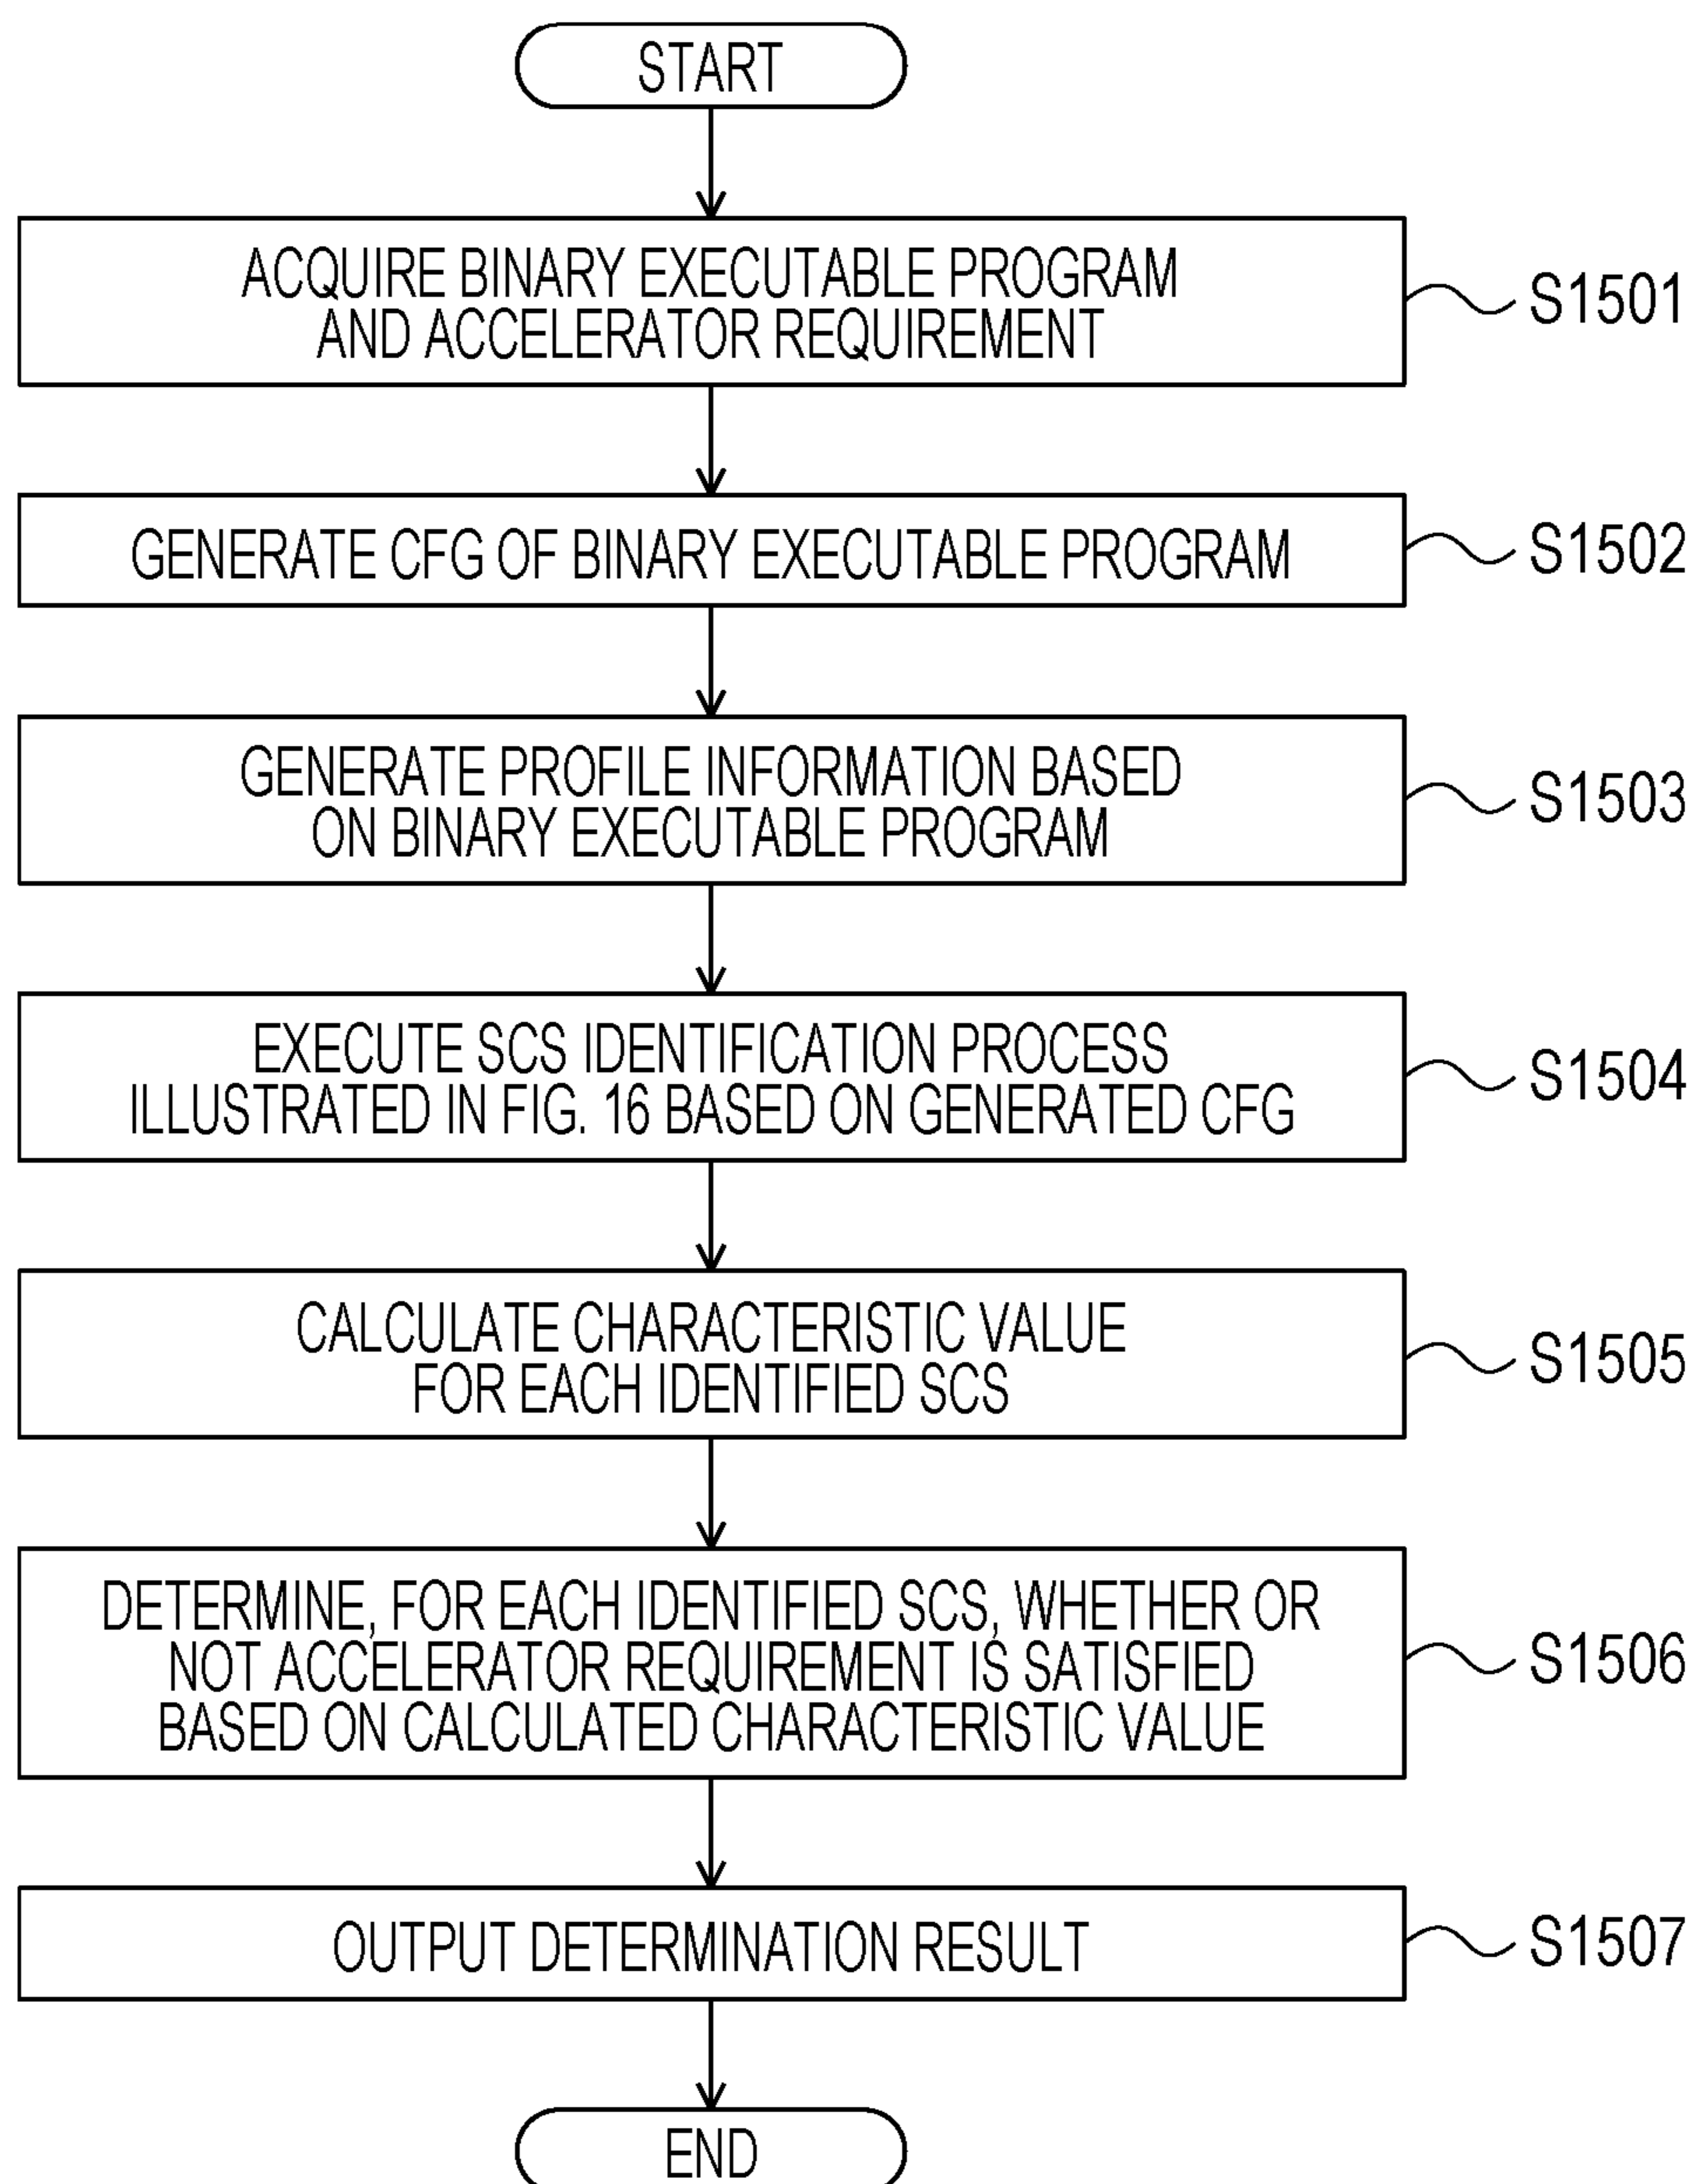 START
ACQUIRE BINARY EXECUTABLE PROGRAM
AND ACCELERATOR REQUIREMENT
S1501
GENERATE CFG OF BINARY EXECUTABLE PROGRAM
S1502
GENERATE PROFILE INFORMATION BASED
ON BINARY EXECUTABLE PROGRAM
S1503
EXECUTE SCS IDENTIFICATION PROCESS
ILLUSTRATED IN FIG. 16 BASED ON GENERATED CFG
S1504
CALCULATE CHARACTERISTIC VALUE
FOR EACH IDENTIFIED SCS
S1505
DETERMINE, FOR EACH IDENTIFIED SCS, WHETHER OR
NOT ACCELERATOR REQUIREMENT IS SATISFIED
BASED ON CALCULATED CHARACTERISTIC VALUE
S1506
OUTPUT DETERMINATION RESULT
S1507
END